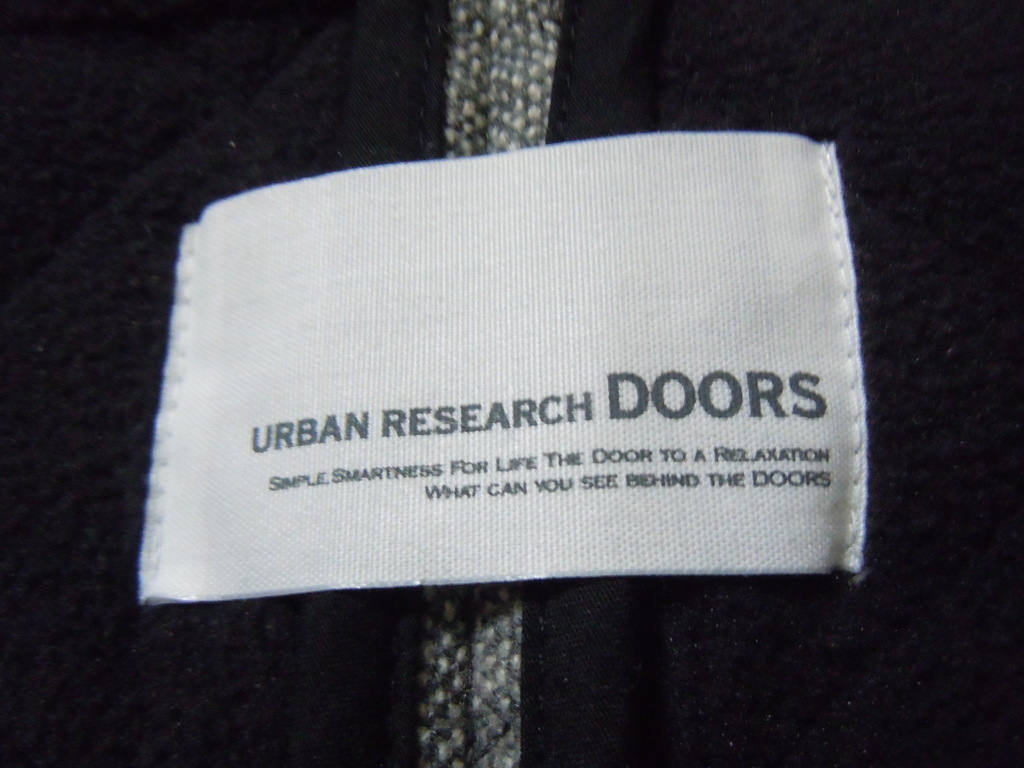 URBAN RESEARCH DOORS
SIMPLE SMARTNESS FOR LIFE THE DOOR TO A RELAXATION
WHAT CAN YOU SEE BEHIND THE DOORS